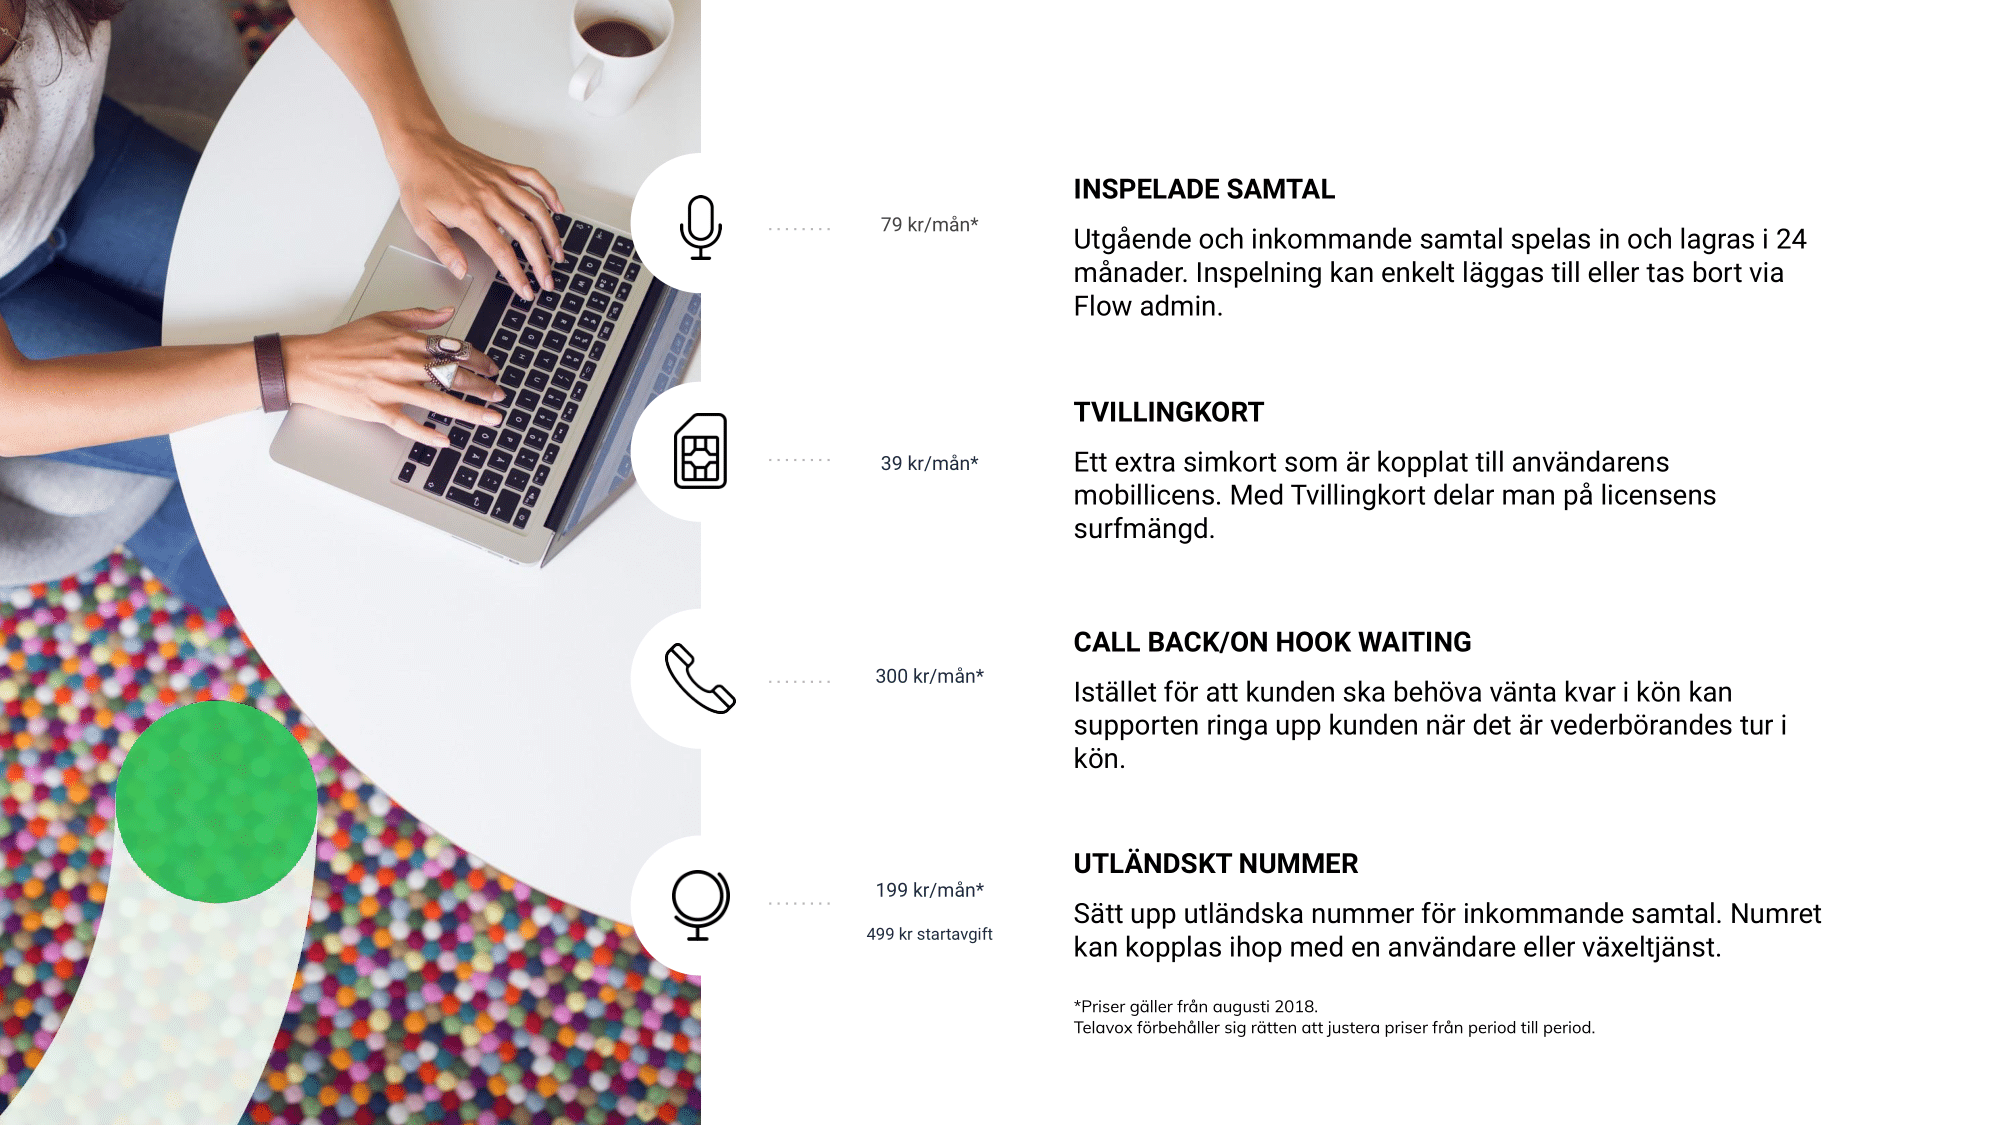 INSPELADE SAMTAL
79 kr/mån*
Utgående och inkommande samtal spelas in och lagras i 24
månader. Inspelning kan enkelt läggas till eller tas bort via
Flow admin.
TVILLINGKORT
39 kr/mån*
Ett extra simkort som är kopplat till användarens
mobillicens. Med Tvillingkort delar man på licensens
surfmängd.
CALL BACK/ON HOOK WAITING
300 kr/mån*
Istället för att kunden ska behöva vänta kvar i kön kan
supporten ringa upp kunden när det är vederbörandes tur i
kön.
UTLÄNDSKT NUMMER
199 kr/mån*
499 kr startavgift
Sätt upp utländska nummer för inkommande samtal. Numret
kan kopplas ihop med en användare eller växeltjänst.
*Priser gäller från augusti 2018.
Telavox förbehåller sig rätten att justera priser från period till period.